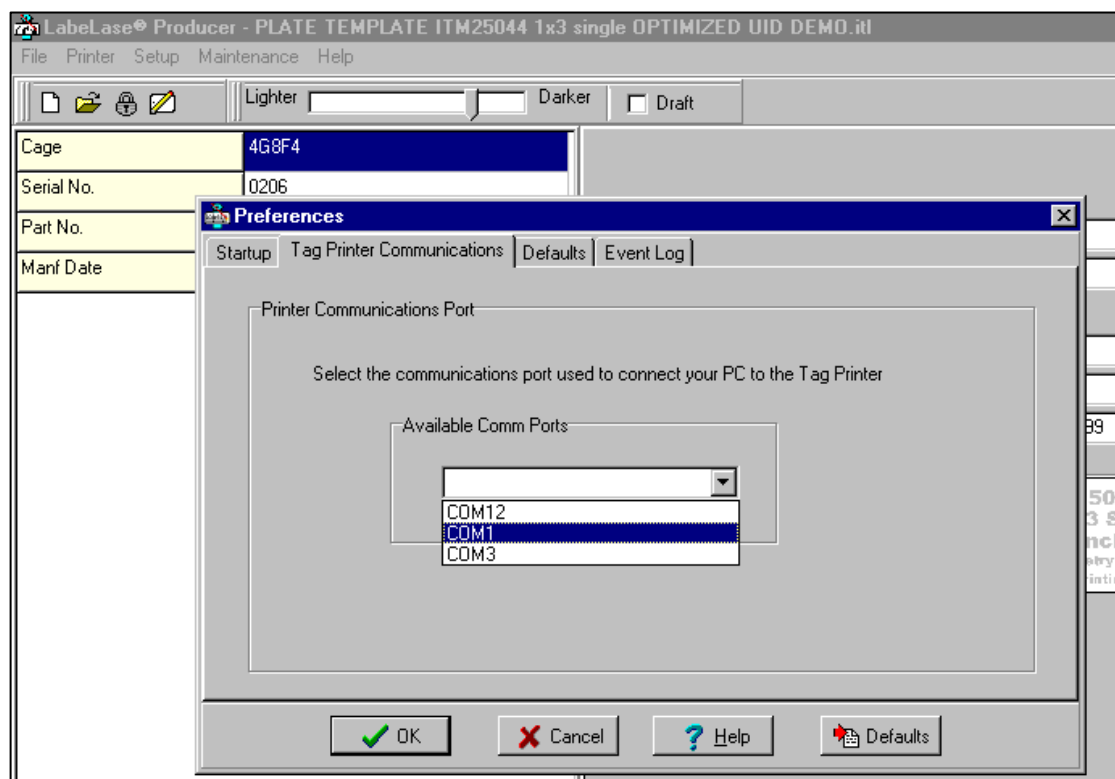 LabeLase® Producer - PLATE TEMPLATE ITM25044 1x3 single OPTIMIZED UID DEMO.itl
File Printer Setup Maintenance Help
Lighter Darker Draft
Cage 4G8F4
Serial No. 0206
Part No.
Manf Date
Preferences
Startup Tag Printer Communications Defaults Event Log
Printer Communications Port
Select the communications port used to connect your PC to the Tag Printer
Available Comm Ports
COM12
COM1
COM3
OK Cancel Help Defaults